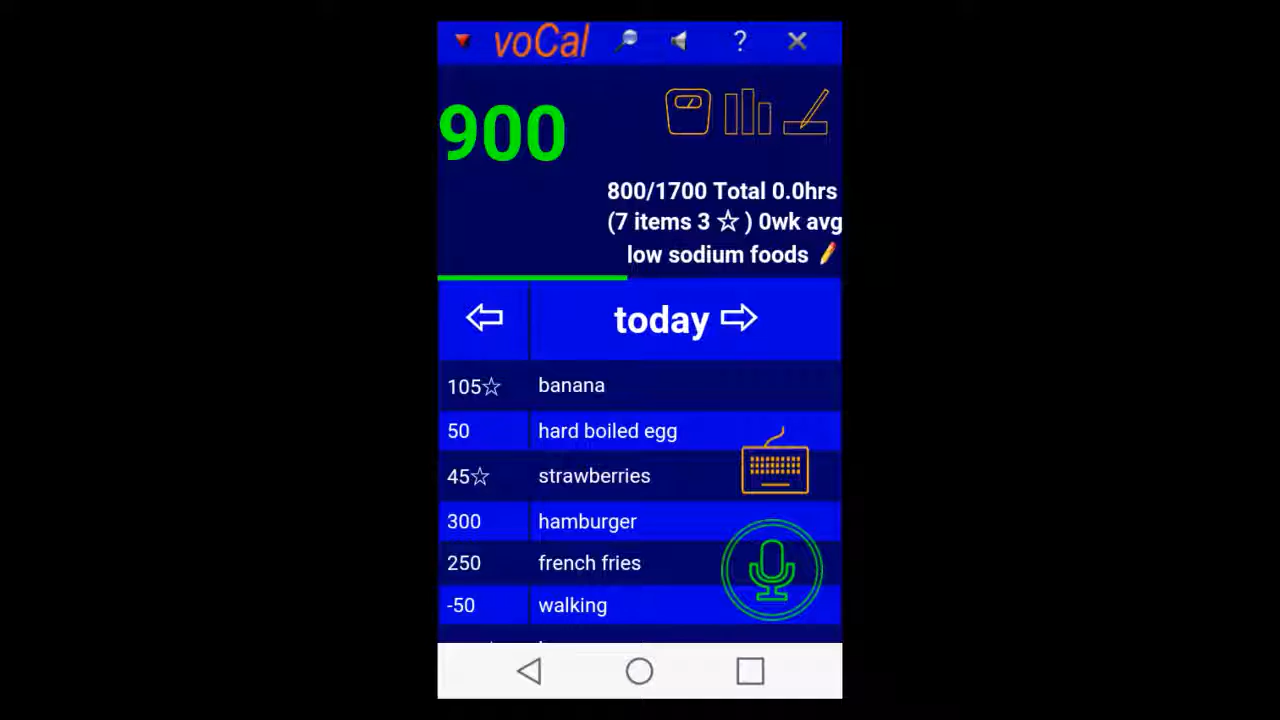 voCal ?
900
800/1700 Total 0.0hrs
(7 items 3 ☆ ) 0wk avg
low sodium foods
today
105☆ banana
50 hard boiled egg
45☆ strawberries
300 hamburger
250 french fries
-50 walking